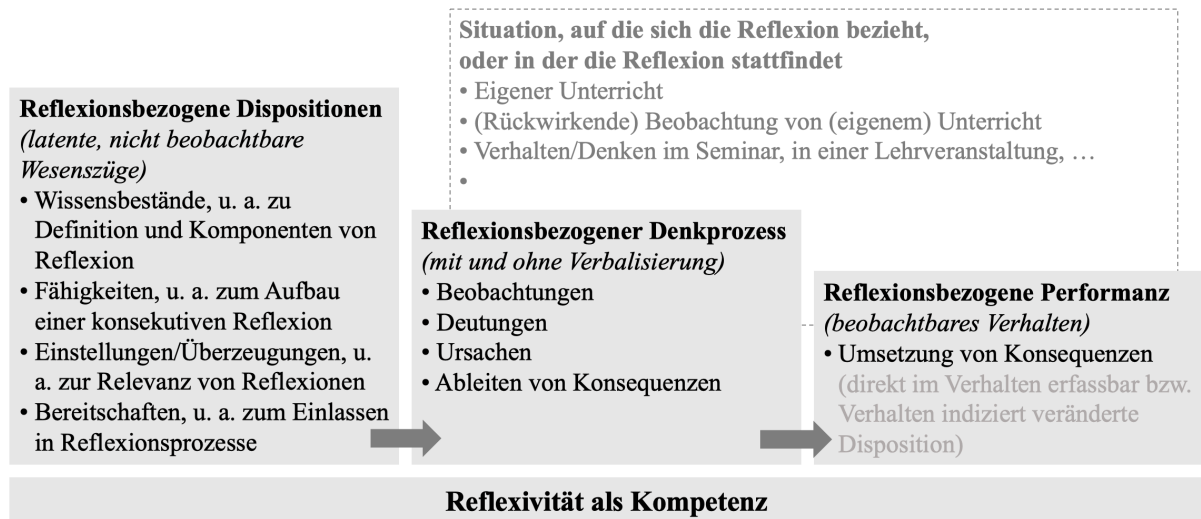 Situation, auf die sich die Reflexion bezieht,
oder in der die Reflexion stattfindet
• Eigener Unterricht
• (Rückwirkende) Beobachtung von (eigenem) Unterricht
• Verhalten/Denken im Seminar, in einer Lehrveranstaltung, …
•
Reflexionsbezogene Dispositionen
(latente, nicht beobachtbare
Wesenszüge)
• Wissensbestände, u. a. zu
Definition und Komponenten von
Reflexion
• Fähigkeiten, u. a. zum Aufbau
einer konsekutiven Reflexion
• Einstellungen/Überzeugungen, u.
a. zur Relevanz von Reflexionen
• Bereitschaften, u. a. zum Einlassen
in Reflexionsprozesse
Reflexionsbezogener Denkprozess
(mit und ohne Verbalisierung)
• Beobachtungen
• Deutungen
• Ursachen
• Ableiten von Konsequenzen
Reflexionsbezogene Performanz
(beobachtbares Verhalten)
• Umsetzung von Konsequenzen
(direkt im Verhalten erfassbar bzw.
Verhalten indiziert veränderte
Disposition)
Reflexivität als Kompetenz